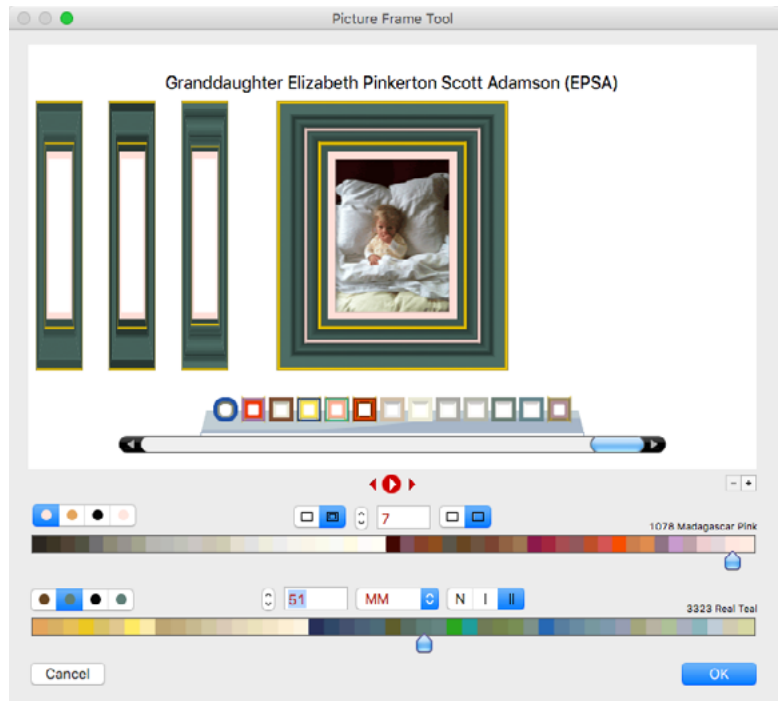 Picture Frame Tool
Granddaughter Elizabeth Pinkerton Scott Adamson (EPSA)
- +
7
1078 Madagascar Pink
51 MM N I II
3323 Real Teal
Cancel OK